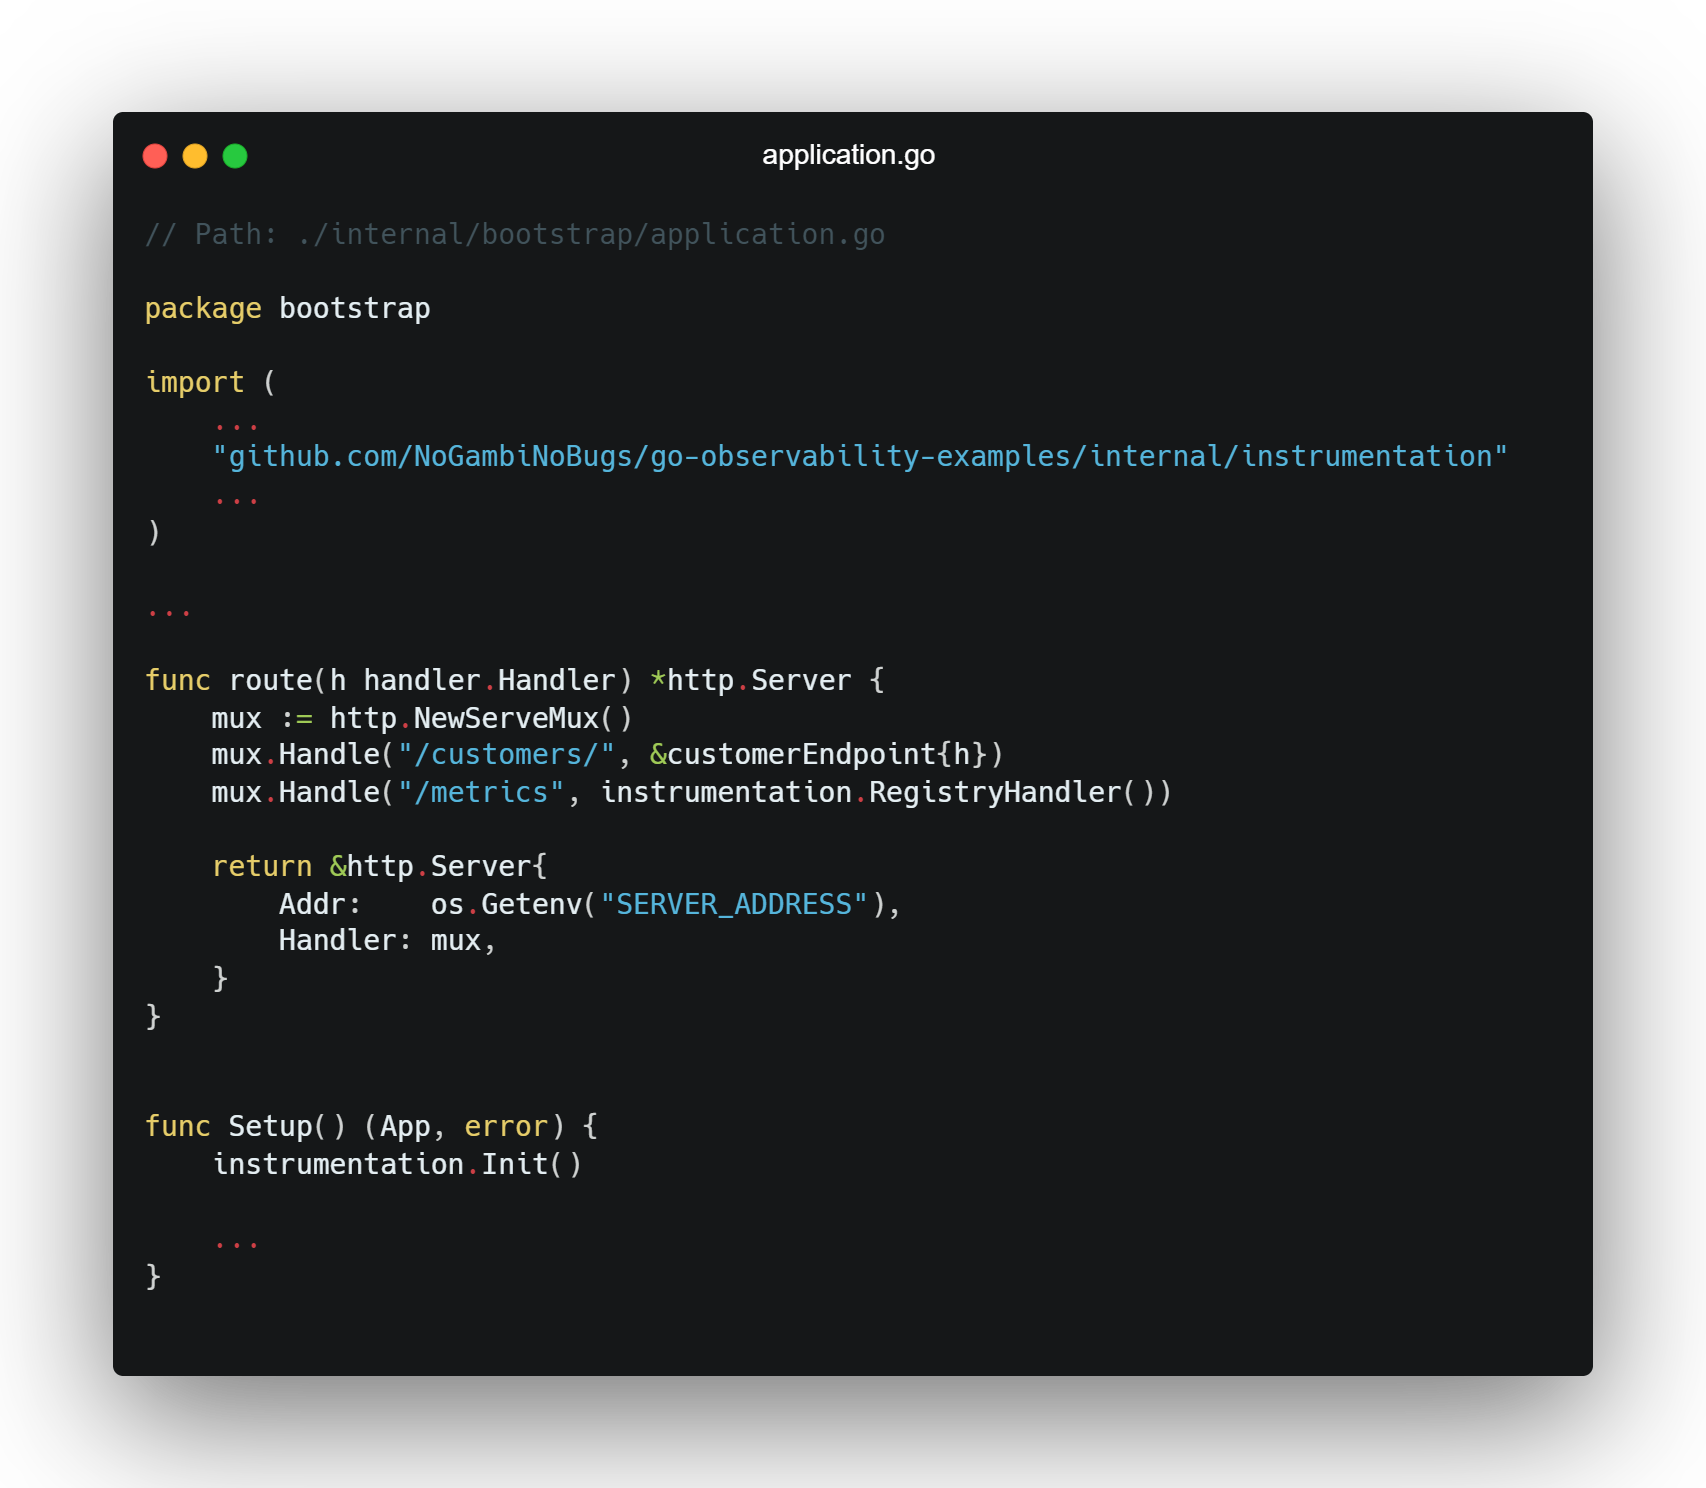 application.go
// Path: ./internal/bootstrap/application.go
package bootstrap
import (
    ...
    "github.com/NoGambiNoBugs/go-observability-examples/internal/instrumentation"
    ...
)
...
func route(h handler.Handler) *http.Server {
    mux := http.NewServeMux()
    mux.Handle("/customers/", &customerEndpoint{h})
    mux.Handle("/metrics", instrumentation.RegistryHandler())
    return &http.Server{
        Addr:    os.Getenv("SERVER_ADDRESS"),
        Handler: mux,
    }
}
func Setup() (App, error) {
    instrumentation.Init()
    ...
}